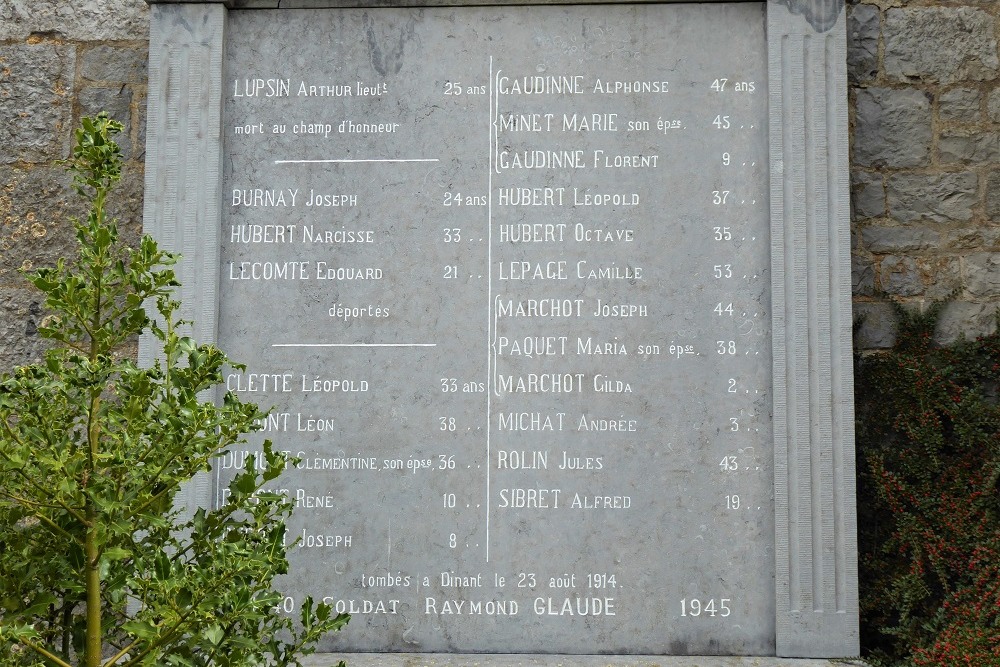 LUPSIN Arthur lieutt 25 ans
mort au champ d'honneur
BURNAY Joseph 24 ans
HUBERT Narcisse 33 ..
LECOMTE Edouard 21 ..
déportés
CLETTE Léopold 33 ans
Léon 38 ..
DUMONT Clémentine, son épse. 36 ..
René 10 ..
Joseph 8 ..
GAUDINNE Alphonse 47 ans
MINET MARIE son épse. 45 ..
GAUDINNE Florent 9 ..
HUBERT Léopold 37 ..
HUBERT Octave 35 ..
LEPAGE Camille 53 ..
MARCHOT Joseph 44 ..
PAQUET Maria son épse. 38 ..
MARCHOT Gilda 2 ..
MICHAT Andrée 3 ..
ROLIN Jules 43 ..
SIBRET Alfred 19 ..
tombés a Dinant le 23 août 1914.
40 Soldat Raymond GLAUDE 1945